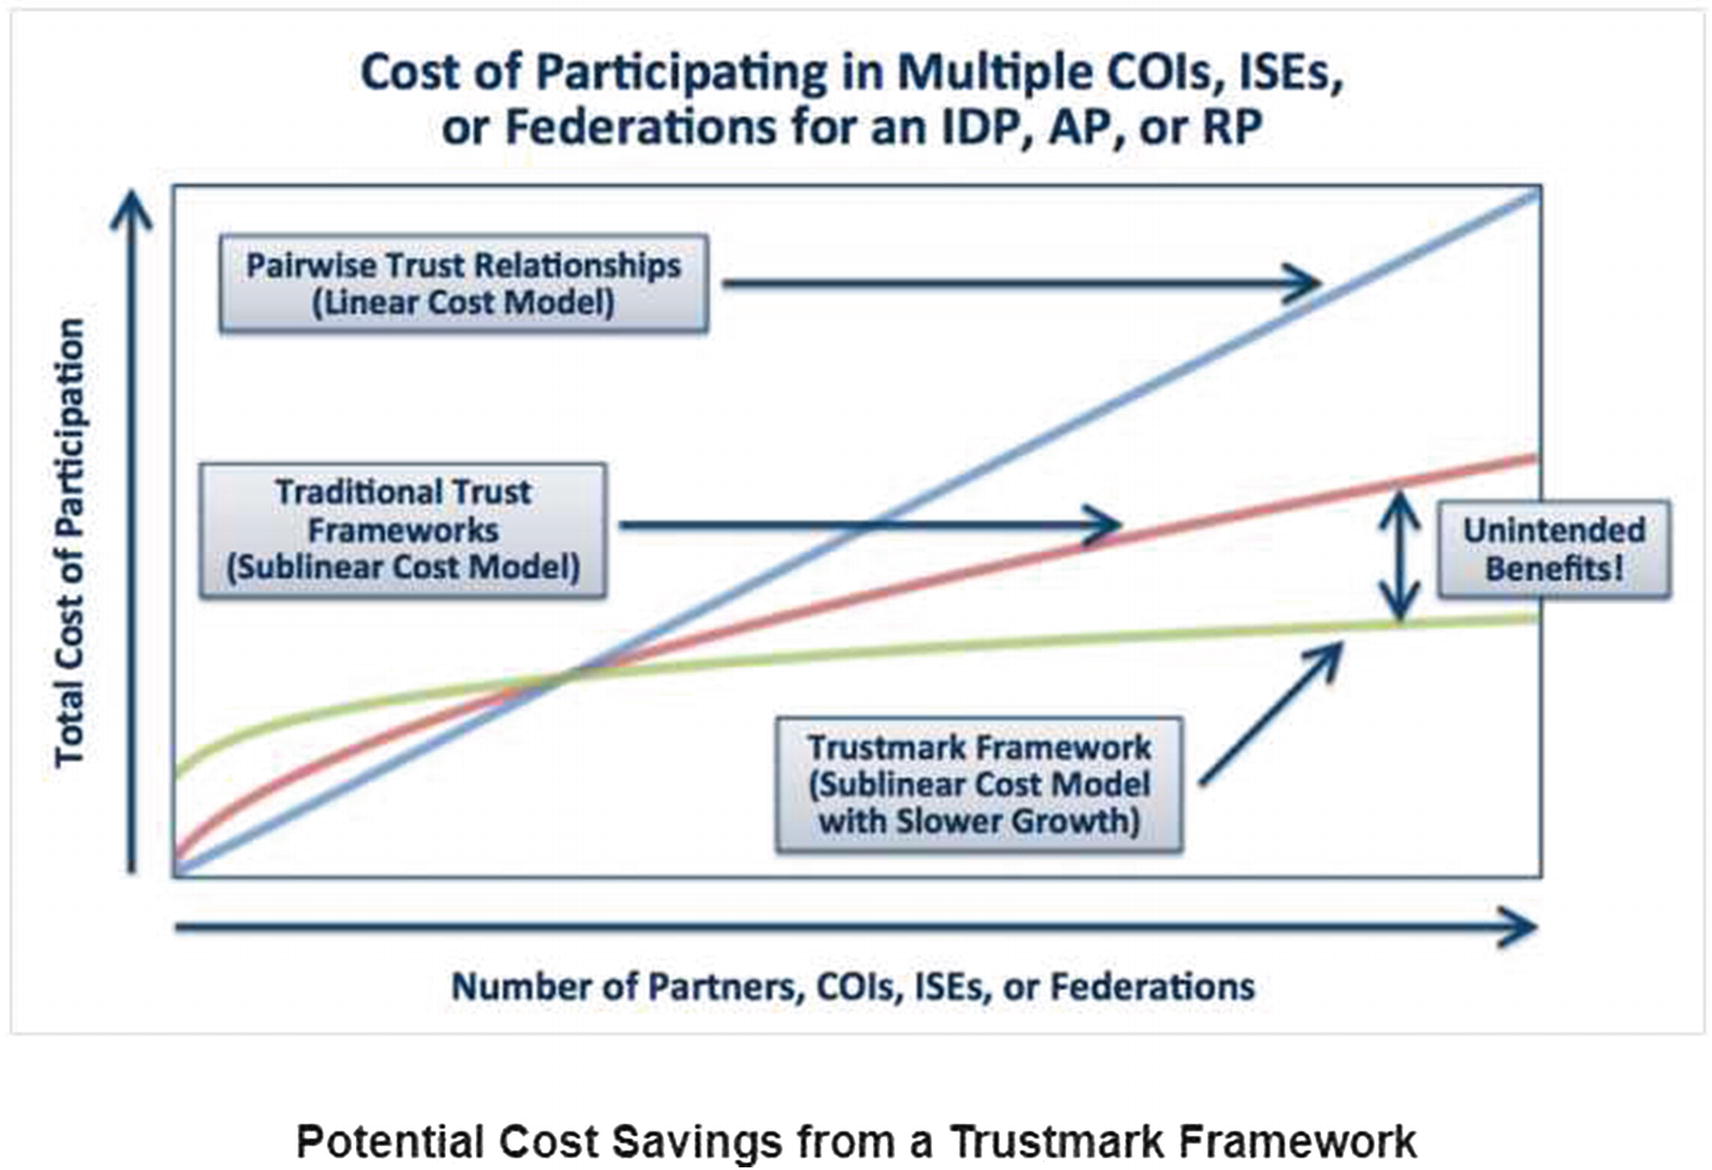 Cost of Participating in Multiple COIs, ISEs,
or Federations for an IDP, AP, or RP
Pairwise Trust Relationships
(Linear Cost Model)
Total Cost of Participation
Traditional Trust
Frameworks
(Sublinear Cost Model)
Unintended
Benefits!
Trustmark Framework
(Sublinear Cost Model
with Slower Growth)
Number of Partners, COIs, ISEs, or Federations
Potential Cost Savings from a Trustmark Framework